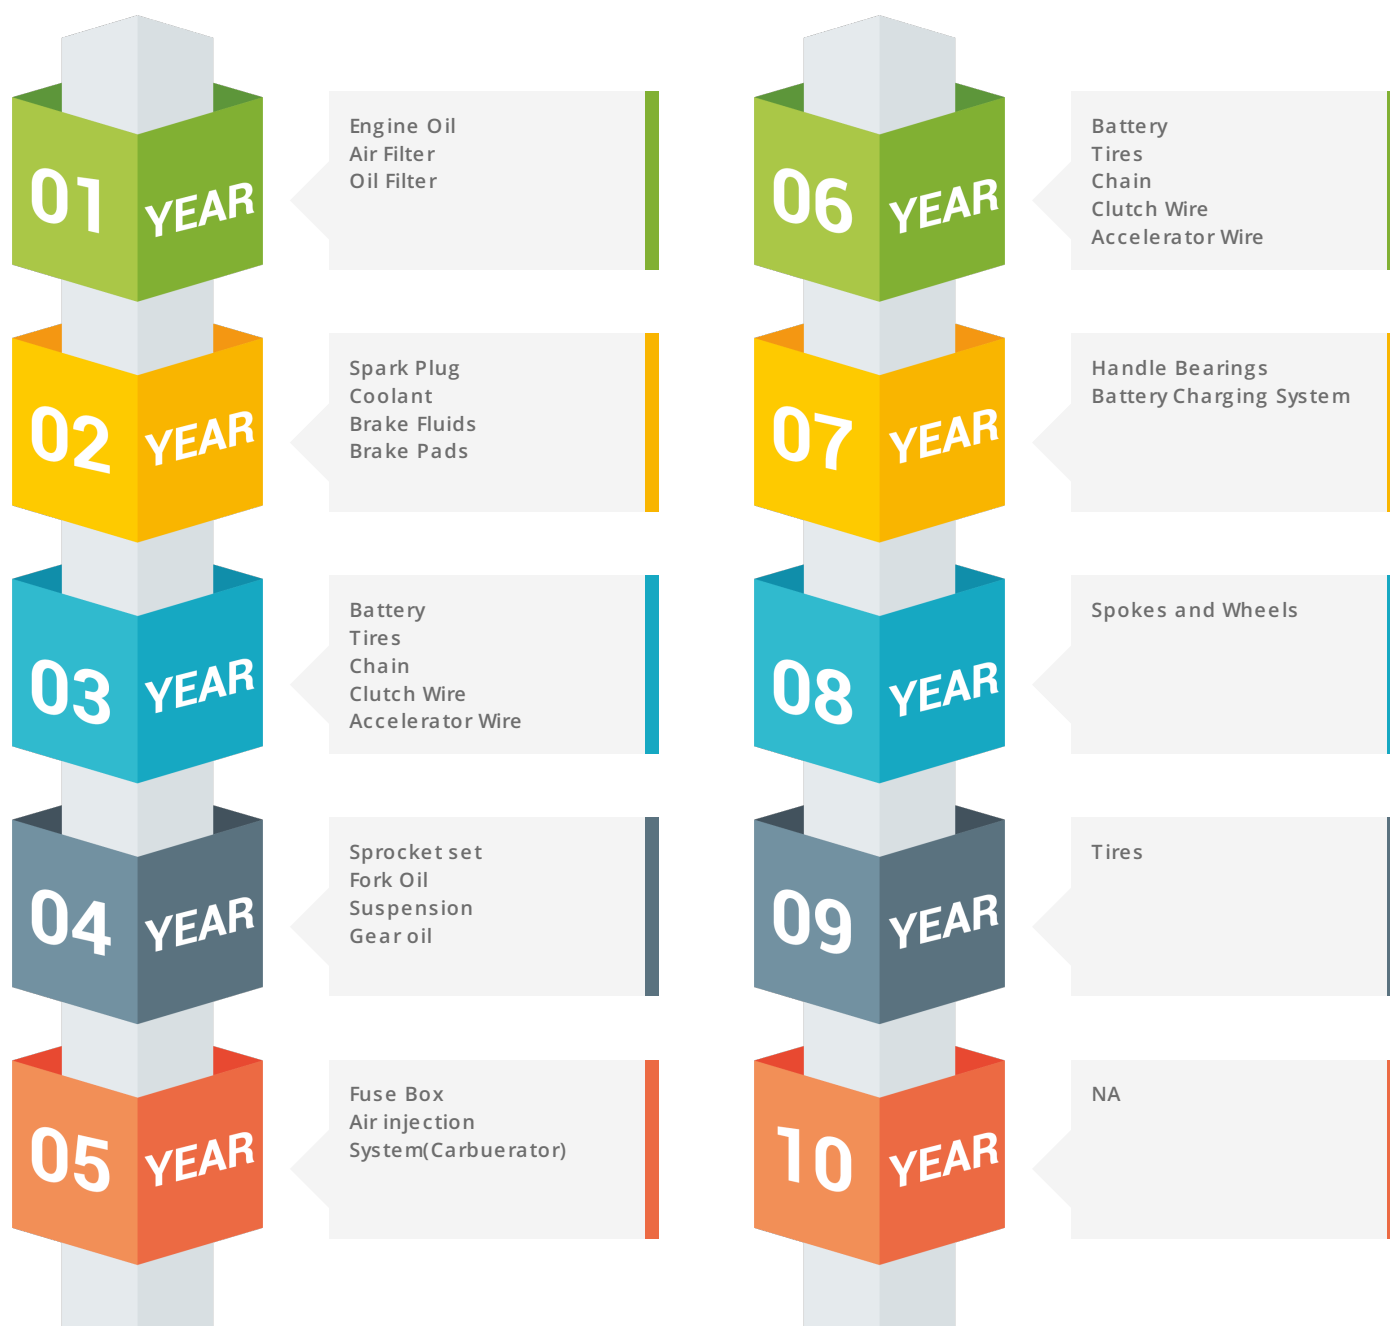 01 YEAR
Engine Oil
Air Filter
Oil Filter
02 YEAR
Spark Plug
Coolant
Brake Fluids
Brake Pads
03 YEAR
Battery
Tires
Chain
Clutch Wire
Accelerator Wire
04 YEAR
Sprocket set
Fork Oil
Suspension
Gear oil
05 YEAR
Fuse Box
Air injection
System(Carbuerator)
06 YEAR
Battery
Tires
Chain
Clutch Wire
Accelerator Wire
07 YEAR
Handle Bearings
Battery Charging System
08 YEAR
Spokes and Wheels
09 YEAR
Tires
10 YEAR
NA